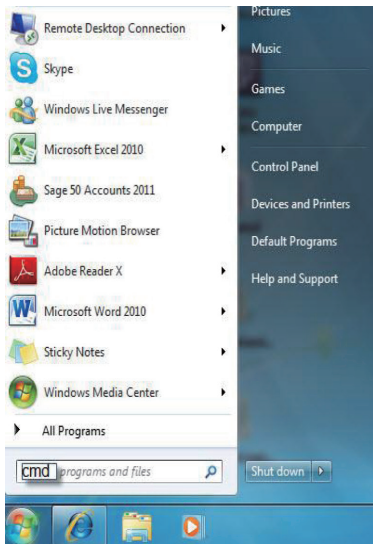 Remote Desktop Connection
Skype
Windows Live Messenger
Microsoft Excel 2010
Sage 50 Accounts 2011
Picture Motion Browser
Adobe Reader X
Microsoft Word 2010
Sticky Notes
Windows Media Center
All Programs
cmd programs and files
Pictures
Music
Games
Computer
Control Panel
Devices and Printers
Default Programs
Help and Support
Shut down